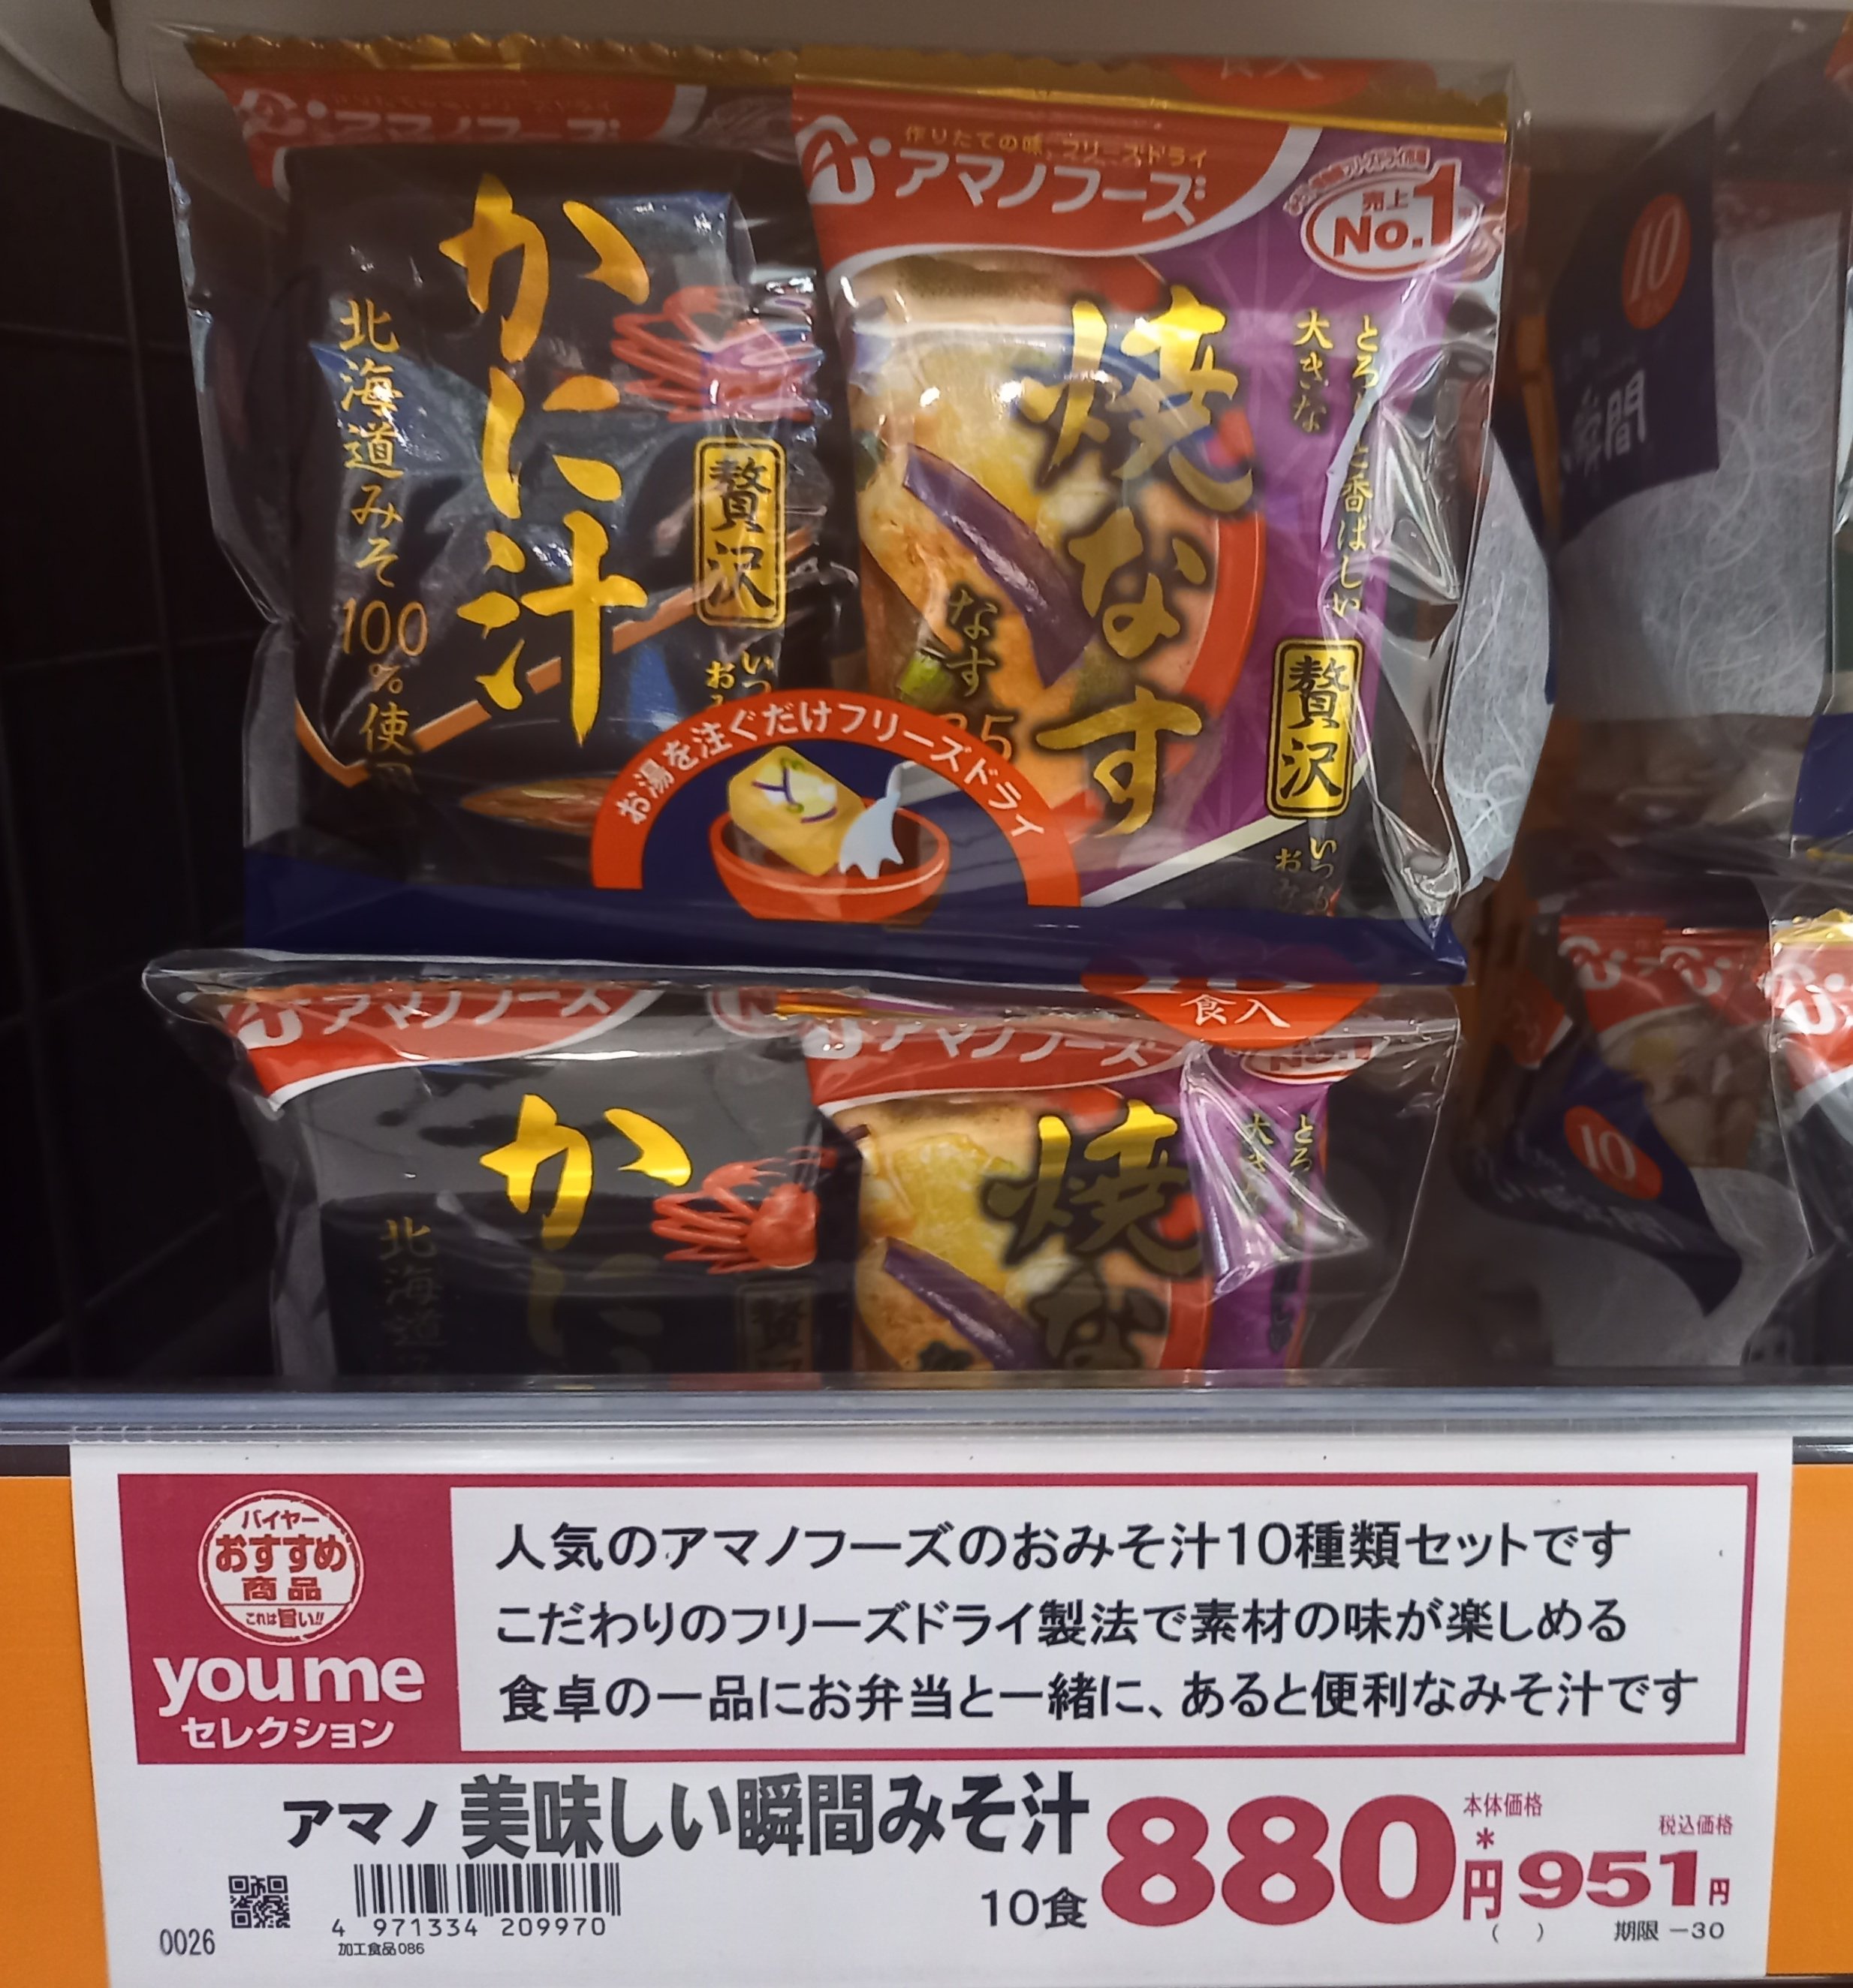 アマノフーズ
かに汁
北海道みそ100%使用
贅沢
作りたての味、フリーズドライ
アマノフーズ
売上
No.1
焼なす
大きな
香ばしい
なす
贅沢
お湯を注ぐだけフリーズドライ
10
瞬間
アマノフーズ
かに
北海道
食入
アマノフーズ
焼な
とろ
10
バイヤー
おすすめ
商品
これは旨い!!
youme
セレクション
人気のアマノフーズのおみそ汁10種類セットです
こだわりのフリーズドライ製法で素材の味が楽しめる
食卓の一品にお弁当と一緒に、あると便利なみそ汁です
アマノ 美味しい瞬間みそ汁
10食
880円
本体価格
*
税込価格
951円
( )
期限 -30
0026
4 971334 209970
加工食品086